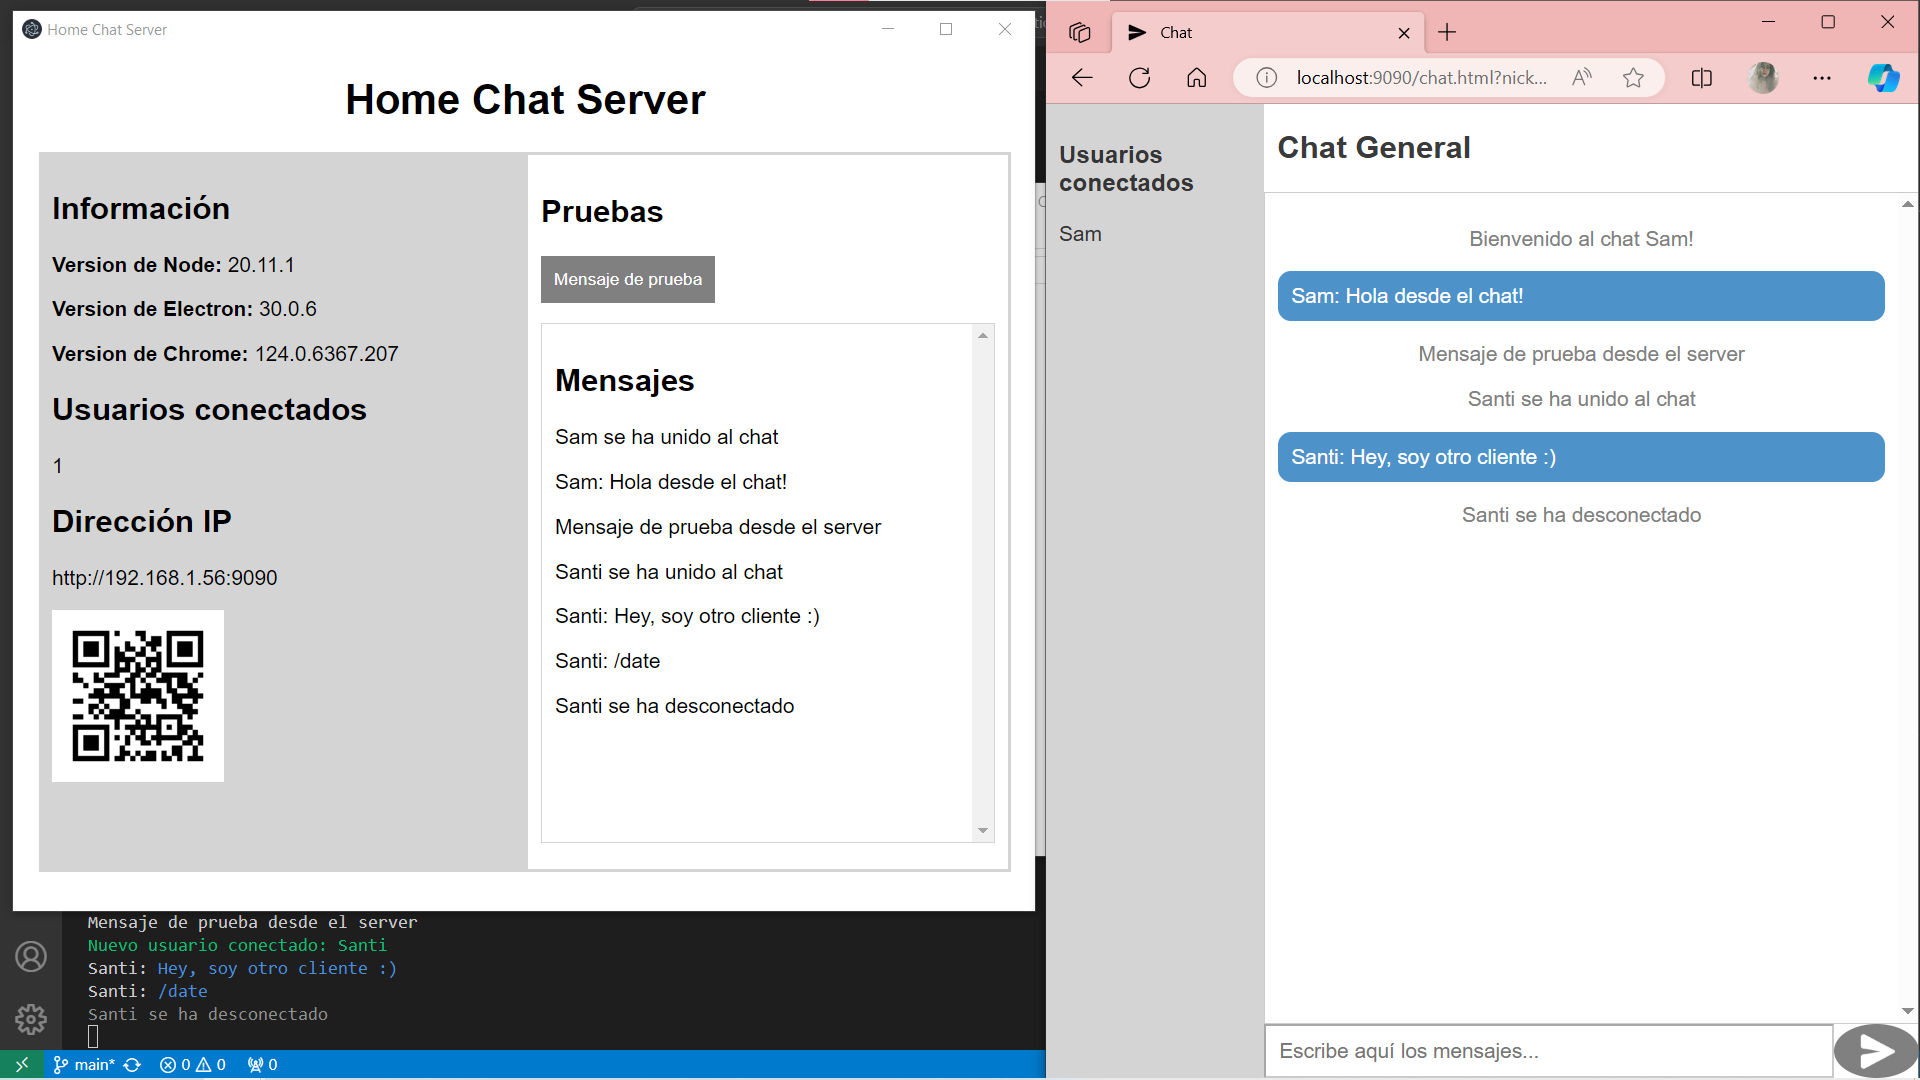 Home Chat Server
Home Chat Server
Información
Version de Node: 20.11.1
Version de Electron: 30.0.6
Version de Chrome: 124.0.6367.207
Usuarios conectados
1
Dirección IP
http://192.168.1.56:9090
Pruebas
Mensaje de prueba
Mensajes
Sam se ha unido al chat
Sam: Hola desde el chat!
Mensaje de prueba desde el server
Santi se ha unido al chat
Santi: Hey, soy otro cliente :)
Santi: /date
Santi se ha desconectado
Mensaje de prueba desde el server
Nuevo usuario conectado: Santi
Santi: Hey, soy otro cliente :)
Santi: /date
Santi se ha desconectado
main* 0 0 0
Chat
localhost:9090/chat.html?nick...
Usuarios
conectados
Sam
Chat General
Bienvenido al chat Sam!
Sam: Hola desde el chat!
Mensaje de prueba desde el server
Santi se ha unido al chat
Santi: Hey, soy otro cliente :)
Santi se ha desconectado
Escribe aquí los mensajes...